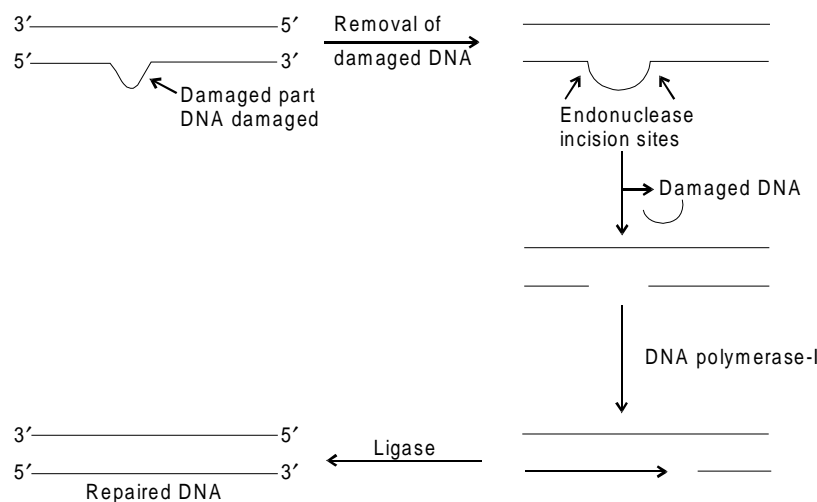 3′ 5′
5′ 3′
Damaged part
DNA damaged
Removal of
damaged DNA
Endonuclease
incision sites
Damaged DNA
DNA polymerase-I
Ligase
3′ 5′
5′ 3′
Repaired DNA